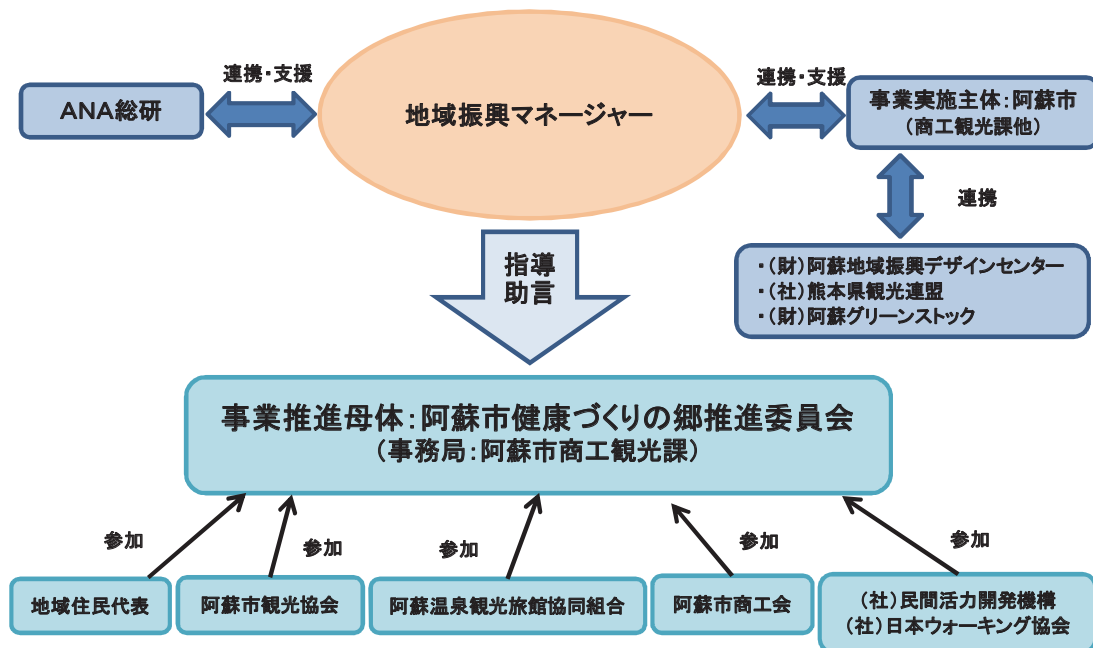 連携・支援
ANA総研
地域振興マネージャー
連携・支援
事業実施主体:阿蘇市
(商工観光課他)
連携
・(財)阿蘇地域振興デザインセンター
・(社)熊本県観光連盟
・(財)阿蘇グリーンストック
指導
助言
事業推進母体:阿蘇市健康づくりの郷推進委員会
(事務局:阿蘇市商工観光課)
参加
参加
参加
参加
参加
地域住民代表
阿蘇市観光協会
阿蘇温泉観光旅館協同組合
阿蘇市商工会
(社)民間活力開発機構
(社)日本ウォーキング協会